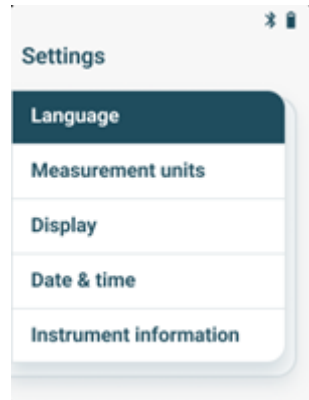 Settings
Language
Measurement units
Display
Date & time
Instrument information